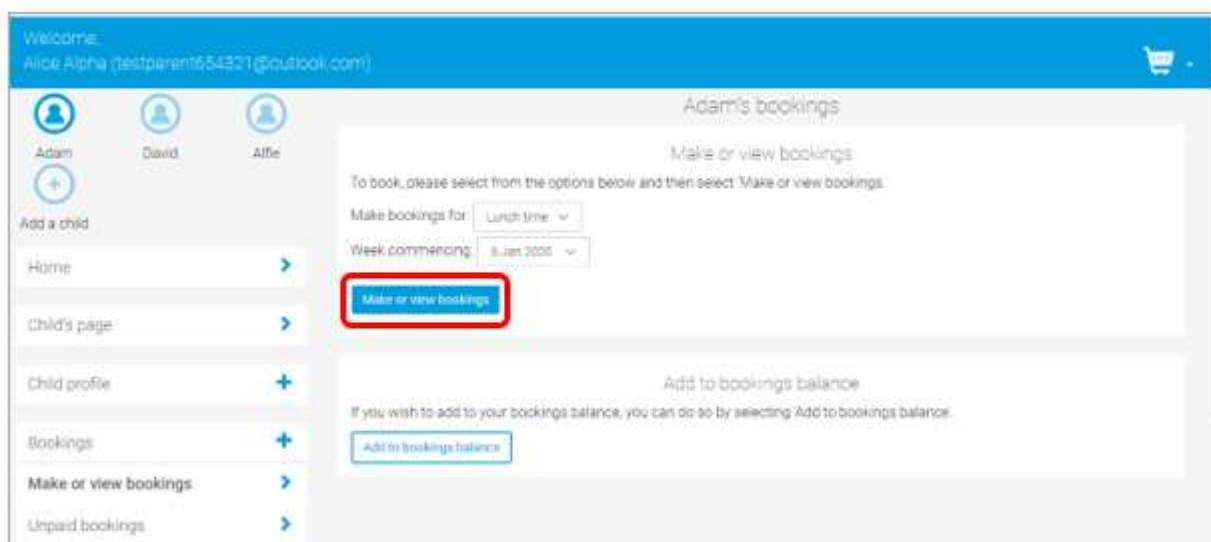 Welcome,
Alice Alpha (testparent654321@outlook.com)
Adam
David
Alfie
Add a child
Home
Child's page
Child profile
Bookings
Make or view bookings
Unpaid bookings
Adam's bookings
Make or view bookings
To book, please select from the options below and then select 'Make or view bookings'
Make bookings for: Lunch time
Week commencing: 6 Jan 2020
Make or view bookings
Add to bookings balance
If you wish to add to your bookings balance, you can do so by selecting 'Add to bookings balance'.
Add to bookings balance